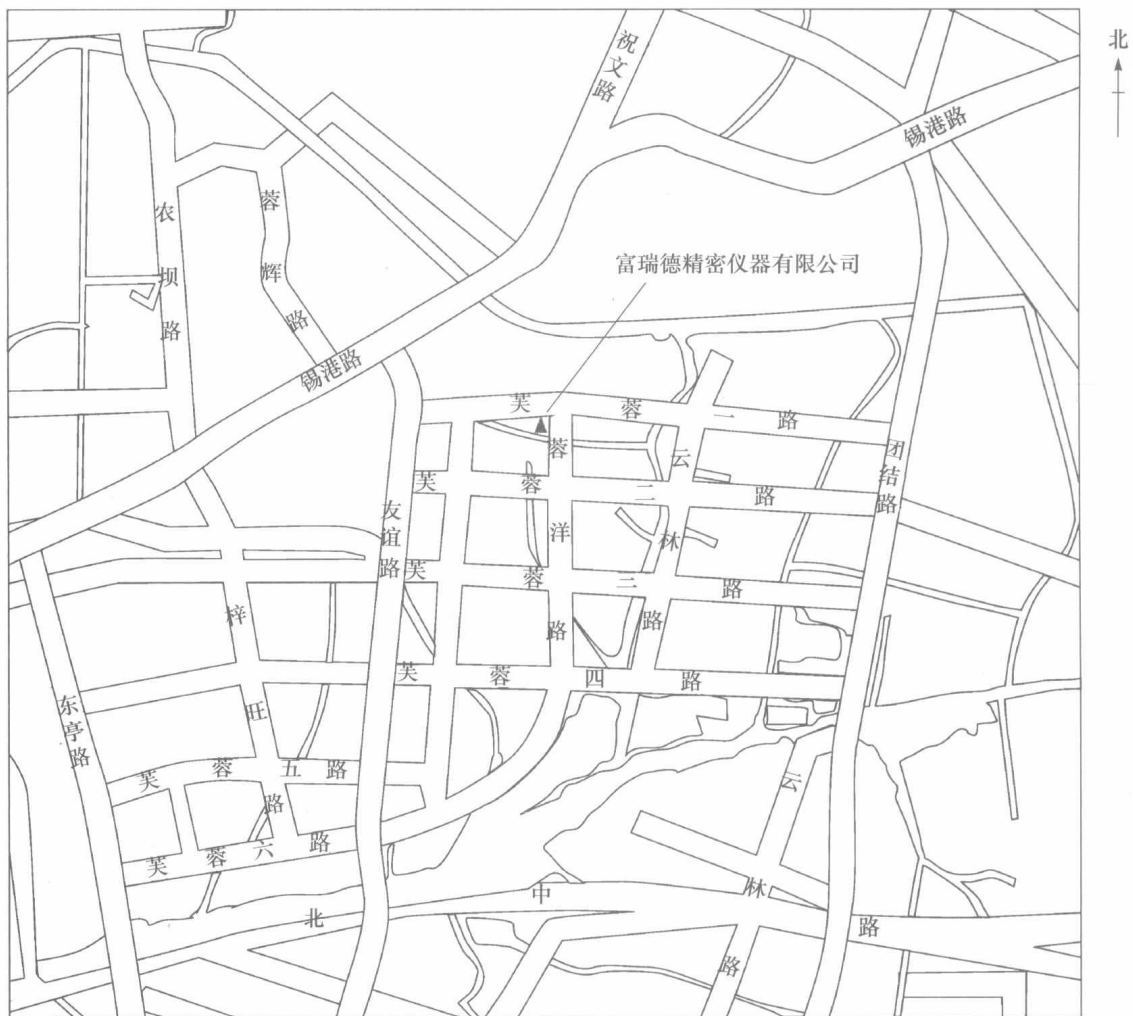 北
祝文路
锡港路
富瑞德精密仪器有限公司
农坝路
蓉辉路
锡港路
芙蓉一路
芙蓉二路
芙蓉三路
芙蓉四路
芙蓉五路
芙蓉六路
蓉洋路
云林路
团结路
友谊路
梓旺路
东亭路
云林路
北中路